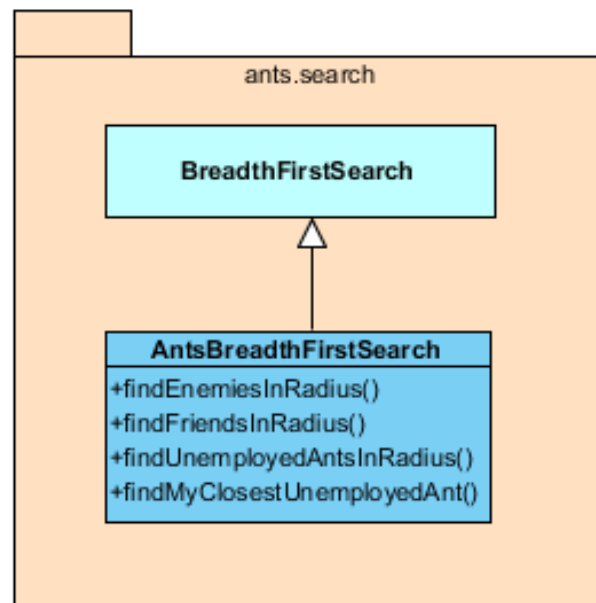 ants.search
BreadthFirstSearch
AntsBreadthFirstSearch
+findEnemiesInRadius()
+findFriendsInRadius()
+findUnemployedAntsInRadius()
+findMyClosestUnemployedAnt()